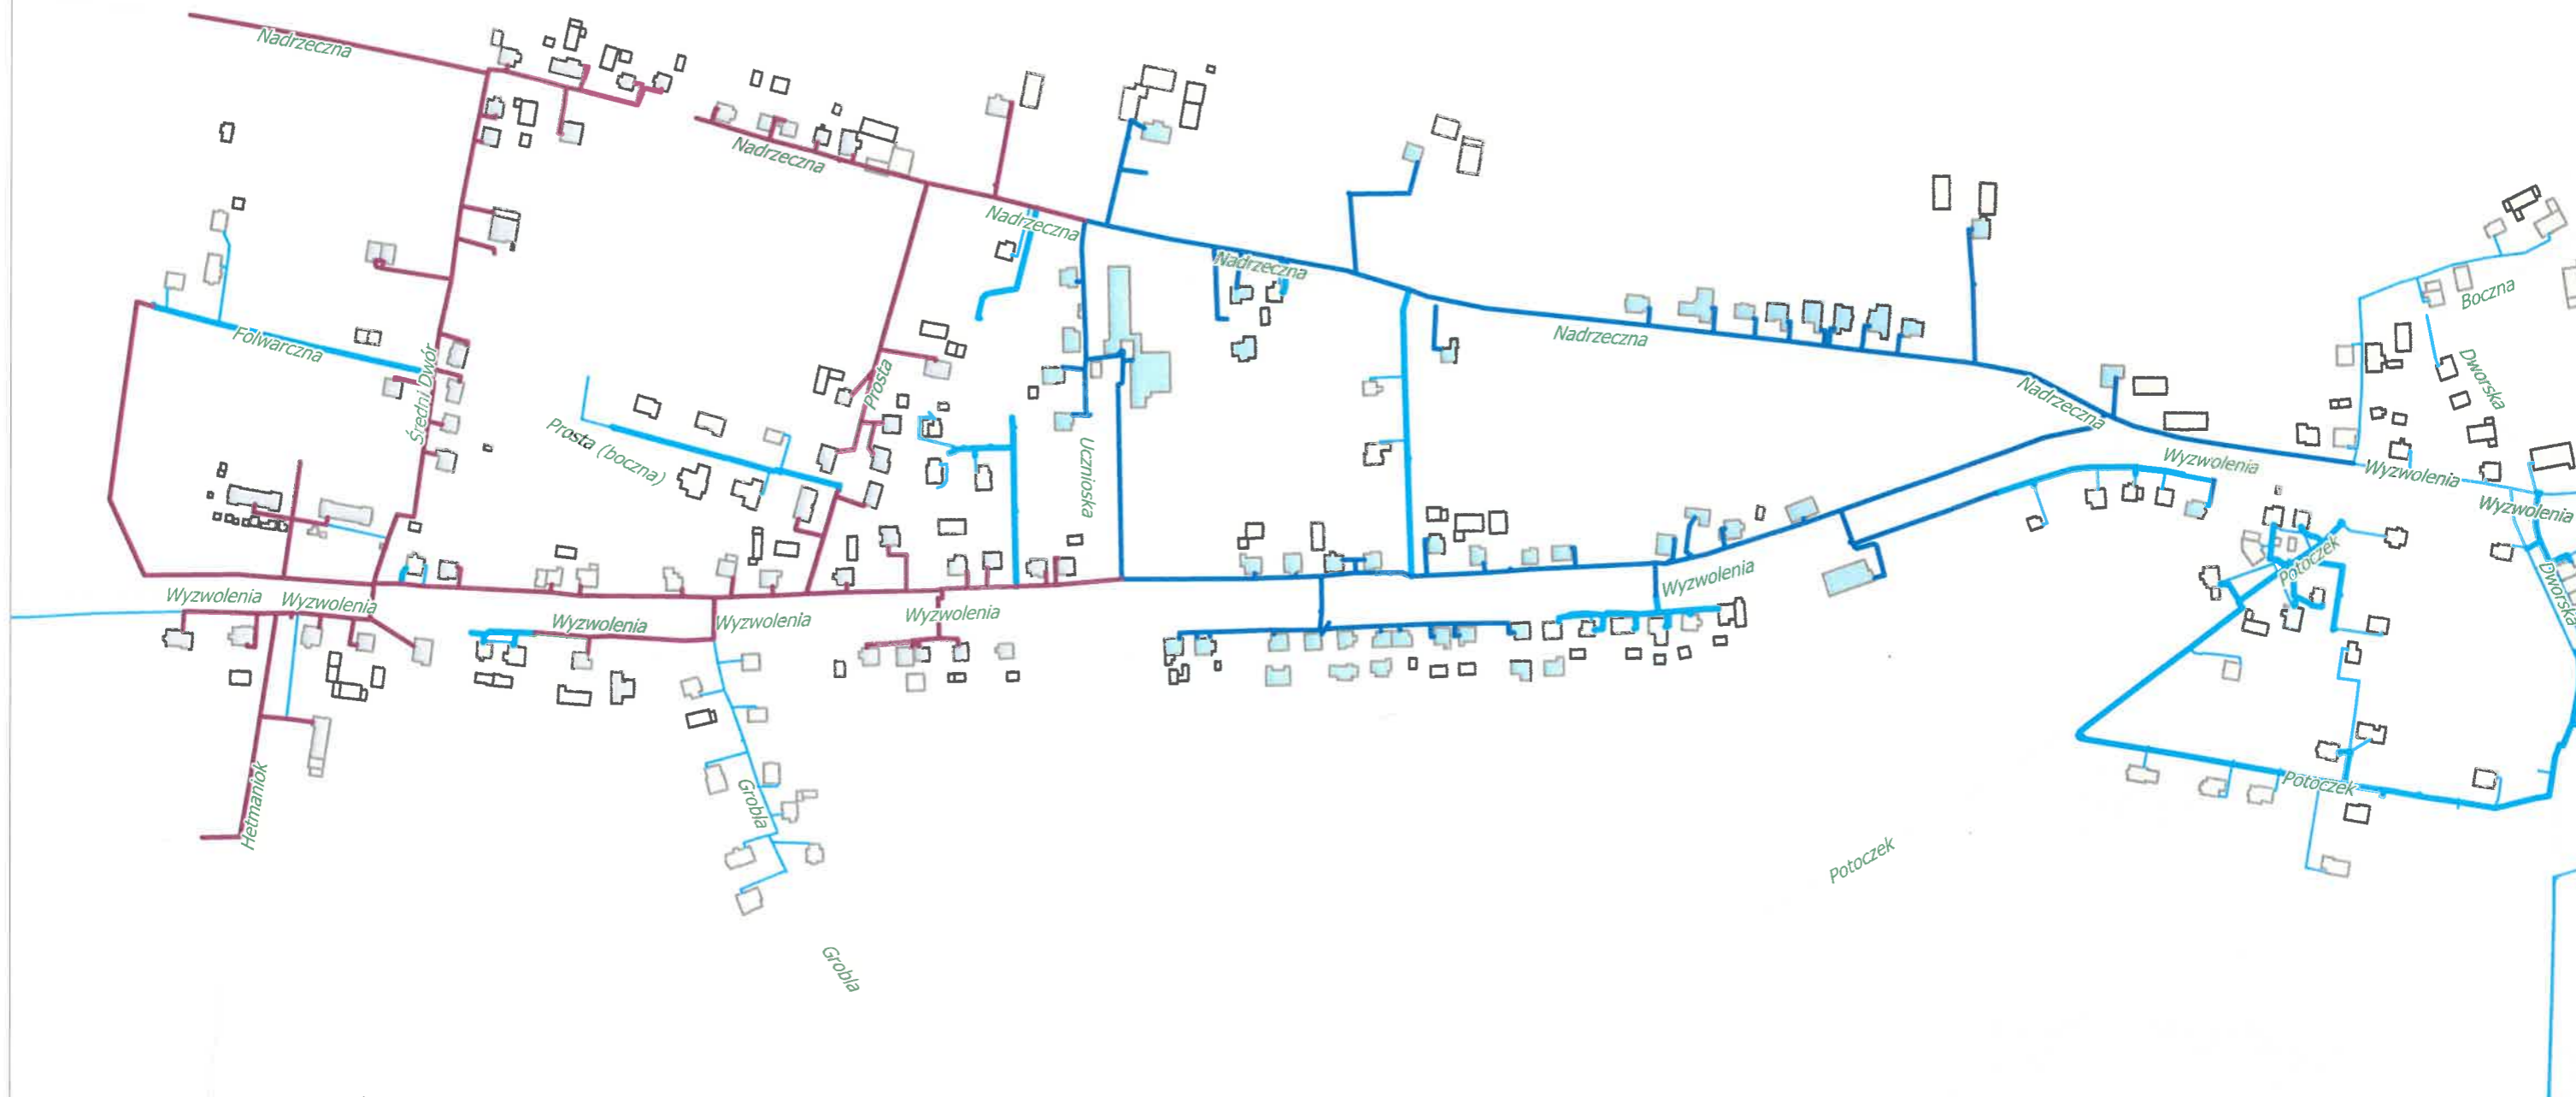 Nadrzeczna
Nadrzeczna
Nadrzeczna
Nadrzeczna
Boczna
Folwarczna
Nadrzeczna
Średni Dwór
Prosta
Dworska
Nadrzeczna
Prosta (boczna)
Uczniowska
Wyzwolenia
Wyzwolenia
Wyzwolenia
Potoczek
Wyzwolenia
Dworska
Wyzwolenia
Wyzwolenia
Wyzwolenia
Wyzwolenia
Wyzwolenia
Hetmaniok
Grobla
Potoczek
Potoczek
Grobla